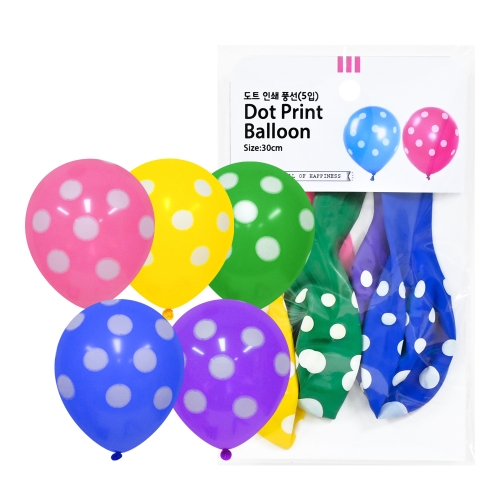 도트 인쇄 풍선(5입)
Dot Print
Balloon
Size:30cm
OF HAPPINESS